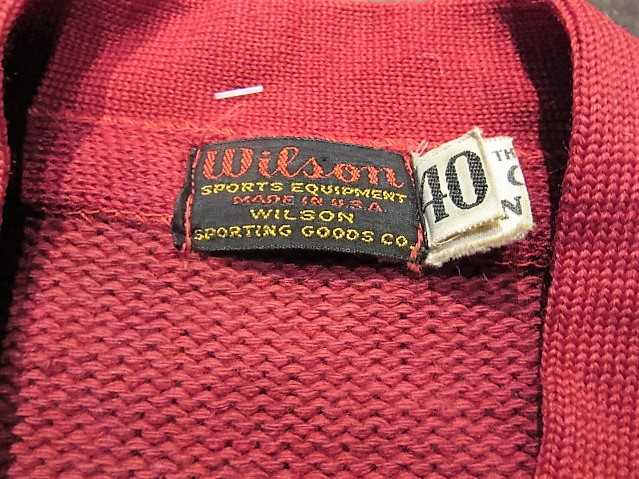 Wilson
SPORTS EQUIPMENT
MADE IN U.S.A.
WILSON
SPORTING GOODS CO.
40